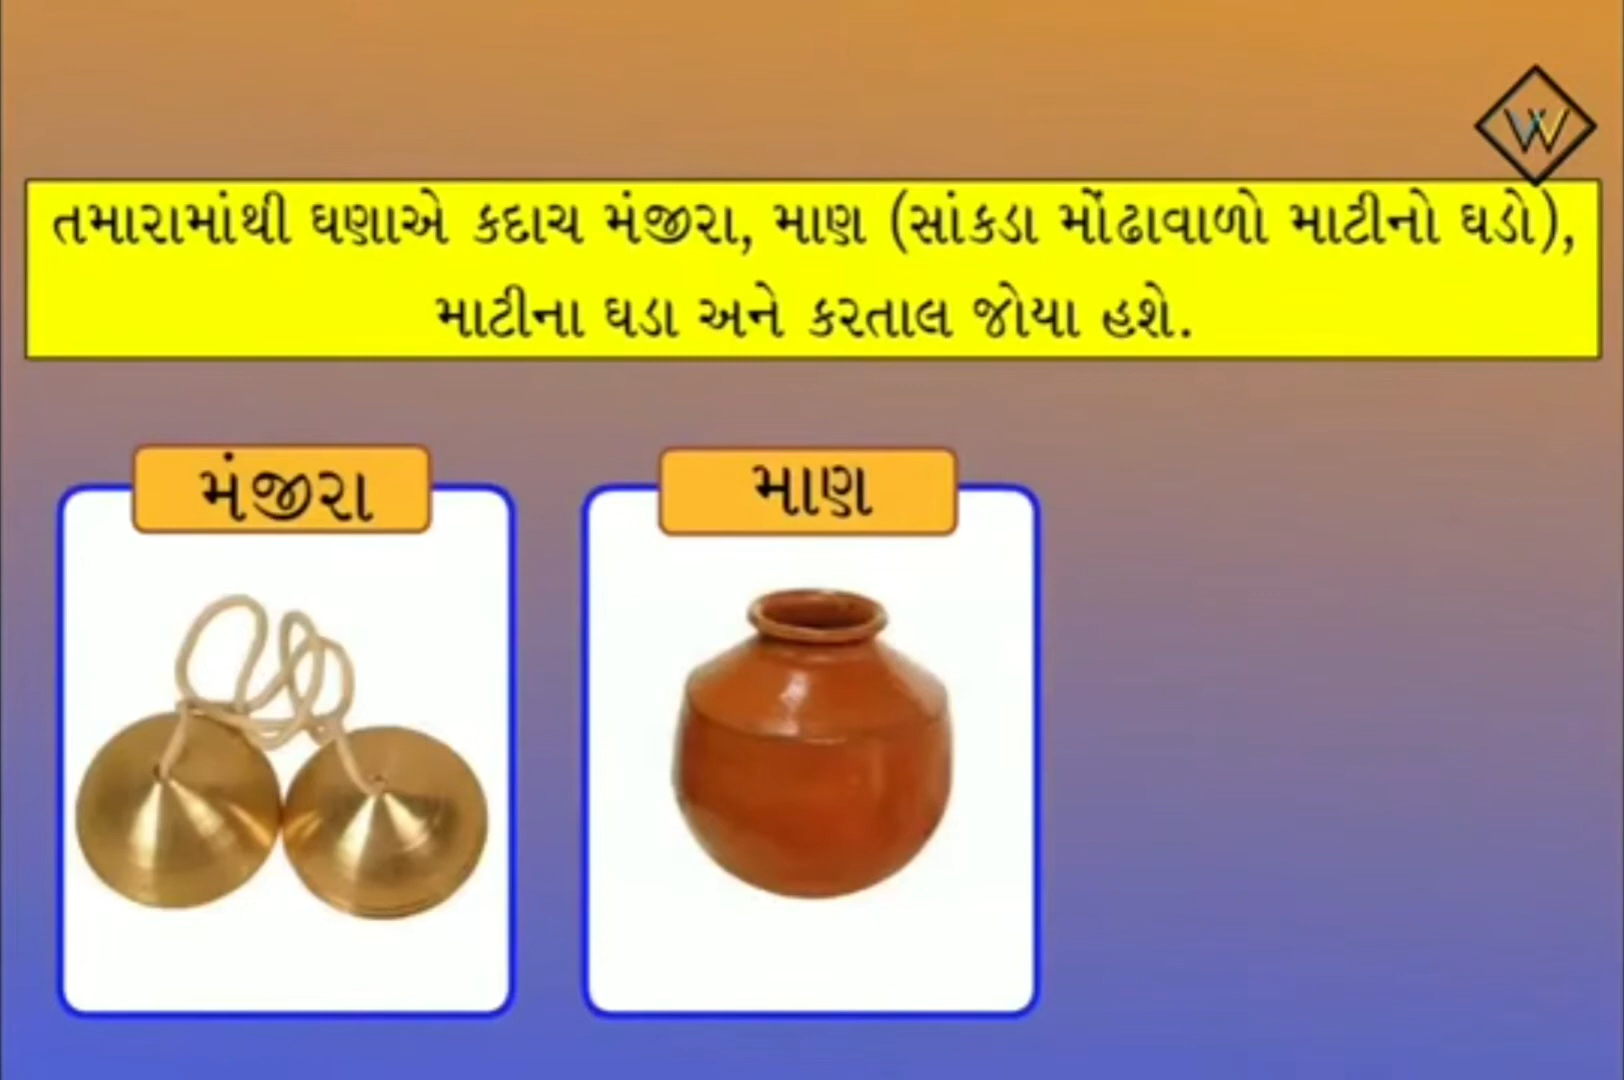 તમારામાંથી ઘણાએ કદાચ મંજીરા, માણ (સાંકડા મોંઢાવાળો માટીનો ઘડો),
માટીના ઘડા અને કરતાલ જોયા હશે.
મંજીરા
માણ